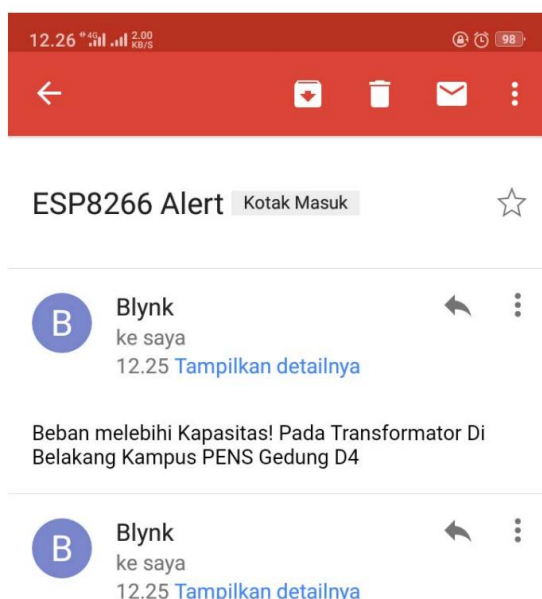 12.26 4G 2.00 KB/S 98
ESP8266 Alert Kotak Masuk
B Blynk
ke saya
12.25 Tampilkan detailnya
Beban melebihi Kapasitas! Pada Transformator Di
Belakang Kampus PENS Gedung D4
B Blynk
ke saya
12.25 Tampilkan detailnya